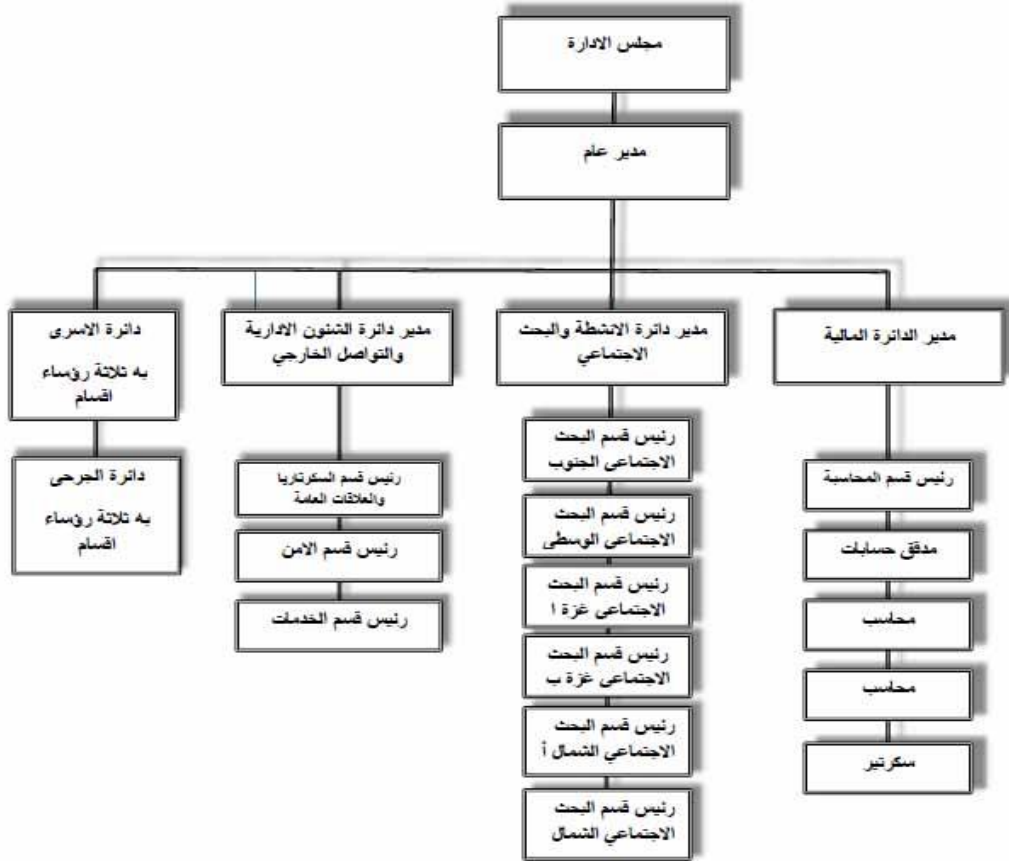 مجلس الادارة
مدير عام
مدير الدائرة المالية
رئيس قسم المحاسبة
مدقق حسابات
محاسب
محاسب
سكرتير
مدير دائرة الانشطة والبحث
الاجتماعي
رئيس قسم البحث
الاجتماعي الجنوب
رئيس قسم البحث
الاجتماعي الوسطى
رئيس قسم البحث
الاجتماعي غزة ا
رئيس قسم البحث
الاجتماعي غزة ب
رئيس قسم البحث
الاجتماعي الشمال أ
رئيس قسم البحث
الاجتماعي الشمال
مدير دائرة الشئون الادارية
والتواصل الخارجي
رئيس قسم السكرتاريا
والعلاقات العامة
رئيس قسم الامن
رئيس قسم الخدمات
دائرة الاسرى
به ثلاثة رؤساء
اقسام
دائرة الجرحى
به ثلاثة رؤساء
اقسام